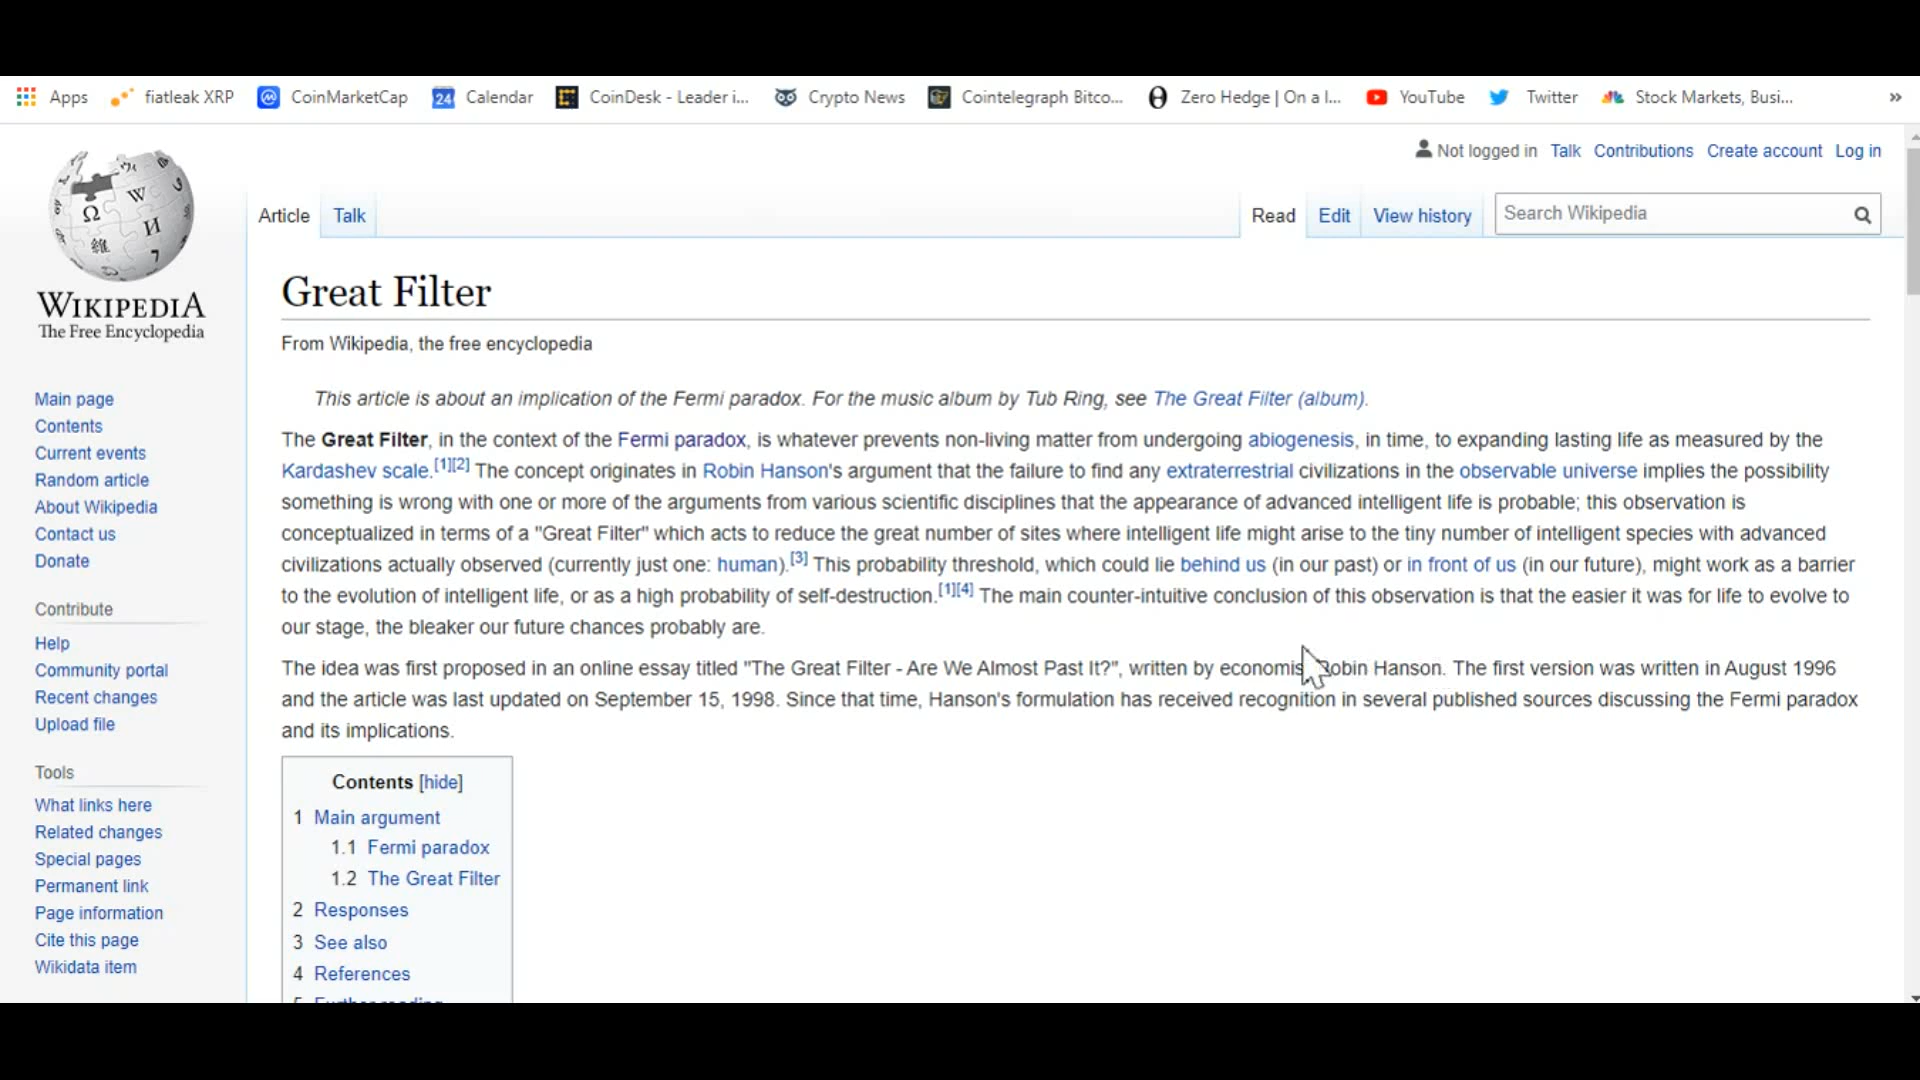 Apps fiatleak XRP CoinMarketCap 24 Calendar CoinDesk - Leader i... Crypto News Cointelegraph Bitco... Zero Hedge | On a l... YouTube Twitter Stock Markets, Busi... »
Not logged in Talk Contributions Create account Log in
Article Talk Read Edit View history Search Wikipedia
WIKIPEDIA
The Free Encyclopedia
Main page
Contents
Current events
Random article
About Wikipedia
Contact us
Donate
Contribute
Help
Community portal
Recent changes
Upload file
Tools
What links here
Related changes
Special pages
Permanent link
Page information
Cite this page
Wikidata item
Great Filter
From Wikipedia, the free encyclopedia
This article is about an implication of the Fermi paradox. For the music album by Tub Ring, see The Great Filter (album).
The Great Filter, in the context of the Fermi paradox, is whatever prevents non-living matter from undergoing abiogenesis, in time, to expanding lasting life as measured by the
Kardashev scale.[1][2] The concept originates in Robin Hanson's argument that the failure to find any extraterrestrial civilizations in the observable universe implies the possibility
something is wrong with one or more of the arguments from various scientific disciplines that the appearance of advanced intelligent life is probable; this observation is
conceptualized in terms of a "Great Filter" which acts to reduce the great number of sites where intelligent life might arise to the tiny number of intelligent species with advanced
civilizations actually observed (currently just one: human).[3] This probability threshold, which could lie behind us (in our past) or in front of us (in our future), might work as a barrier
to the evolution of intelligent life, or as a high probability of self-destruction.[1][4] The main counter-intuitive conclusion of this observation is that the easier it was for life to evolve to
our stage, the bleaker our future chances probably are.
The idea was first proposed in an online essay titled "The Great Filter - Are We Almost Past It?", written by economis Robin Hanson. The first version was written in August 1996
and the article was last updated on September 15, 1998. Since that time, Hanson's formulation has received recognition in several published sources discussing the Fermi paradox
and its implications.
Contents [hide]
1 Main argument
1.1 Fermi paradox
1.2 The Great Filter
2 Responses
3 See also
4 References
5 Further reading